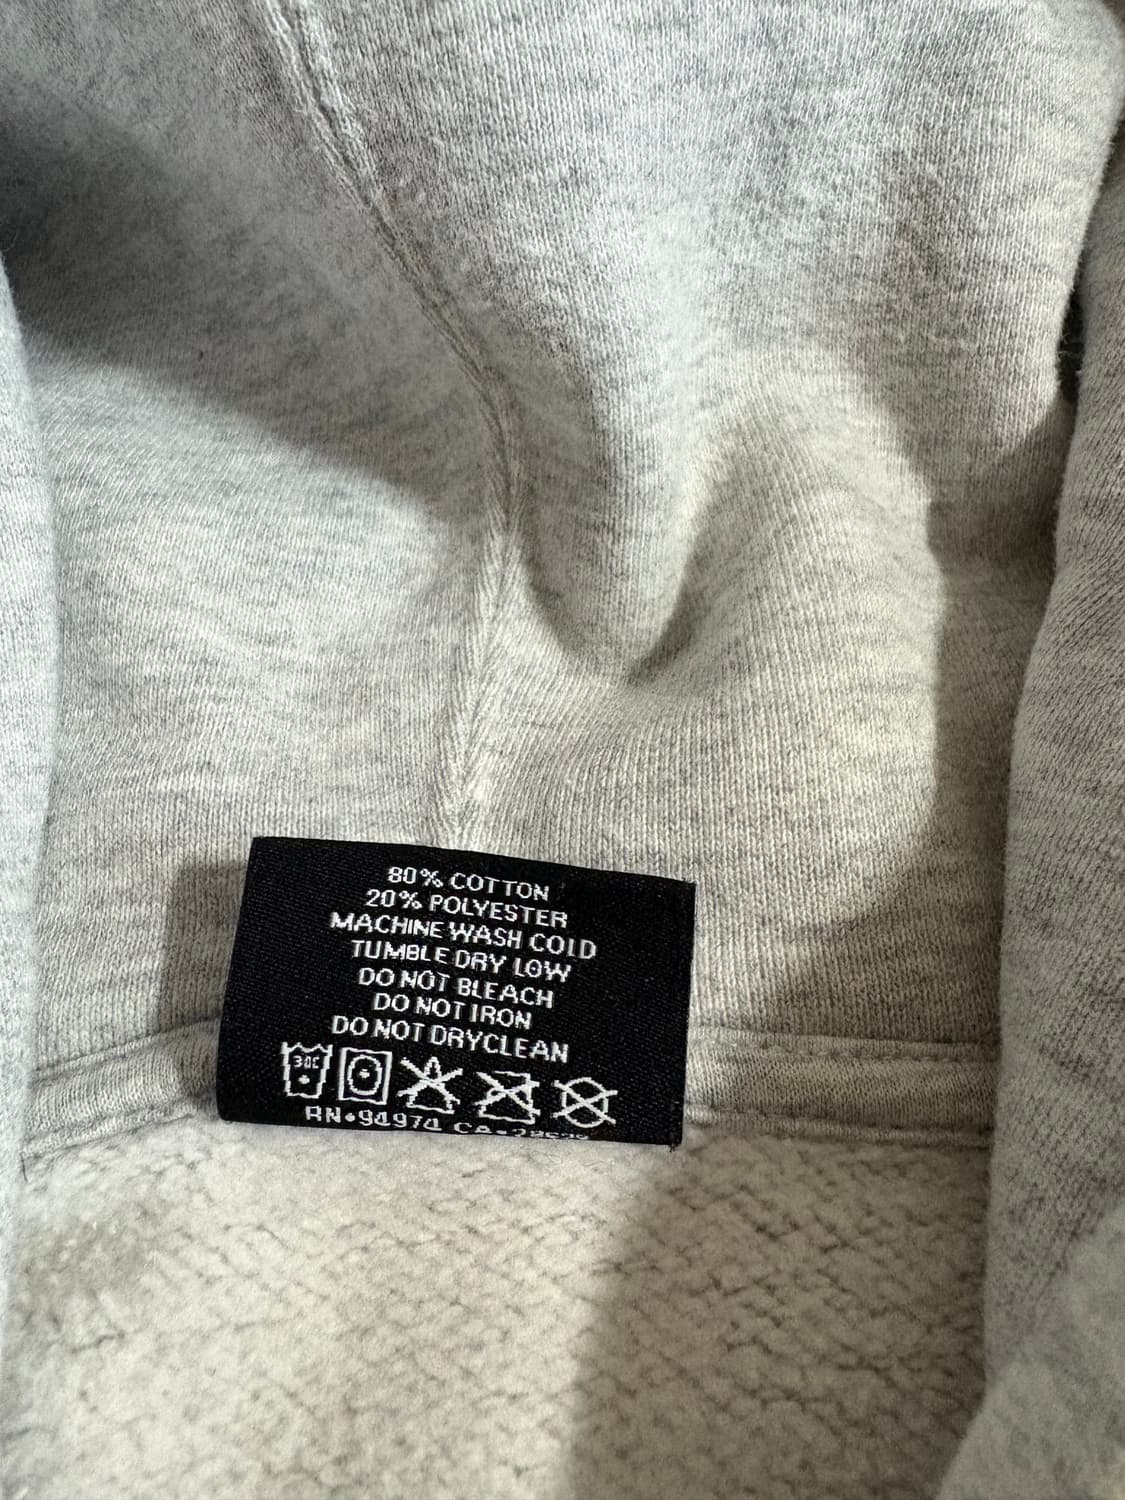 80% COTTON
20% POLYESTER
MACHINE WASH COLD
TUMBLE DRY LOW
DO NOT BLEACH
DO NOT IRON
DO NOT DRYCLEAN
30C
RN•94974 CA•